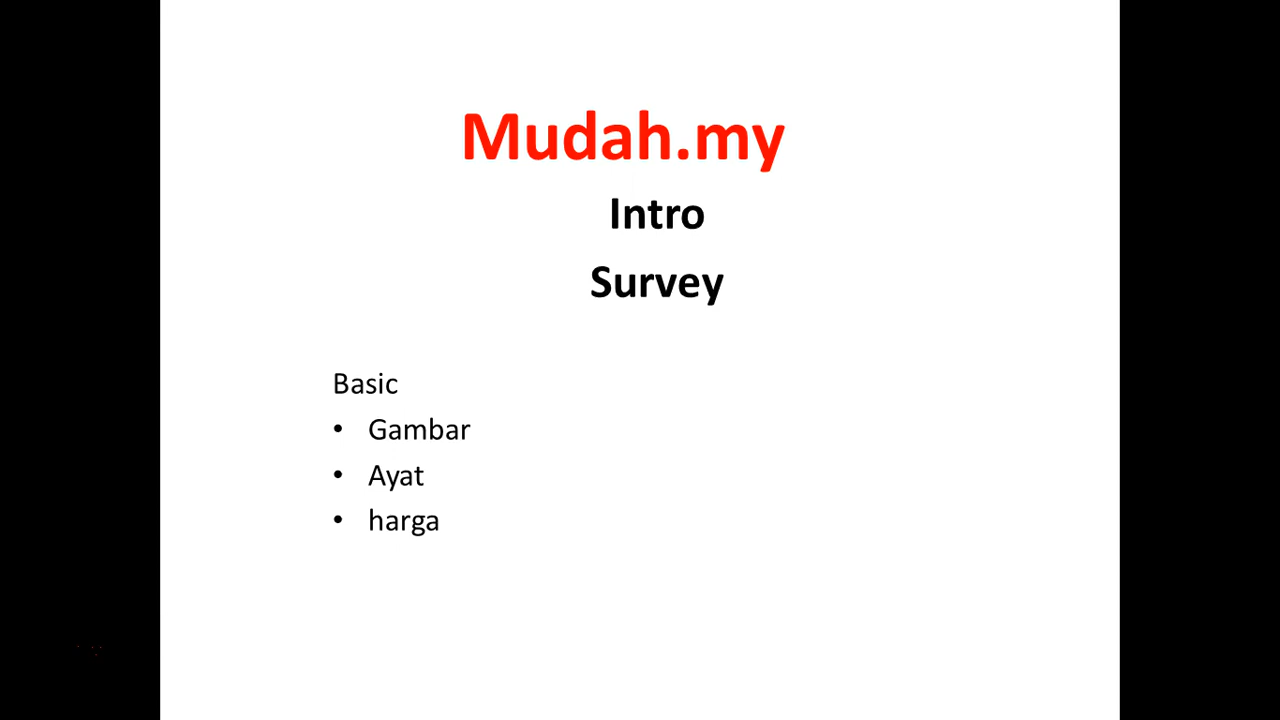 Mudah.my
Intro
Survey
Basic
• Gambar
• Ayat
• harga